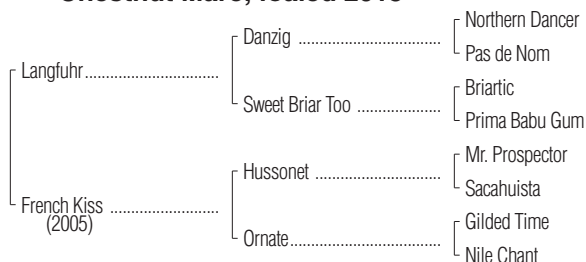 Chestnut Mare, foaled
Northern Dancer
Danzig
Pas de Nom
Langfuhr
Briartic
Sweet Briar Too
Prima Babu Gum
Mr. Prospector
Hussonet
Sacahuista
French Kiss
(2005)
Gilded Time
Ornate
Nile Chant